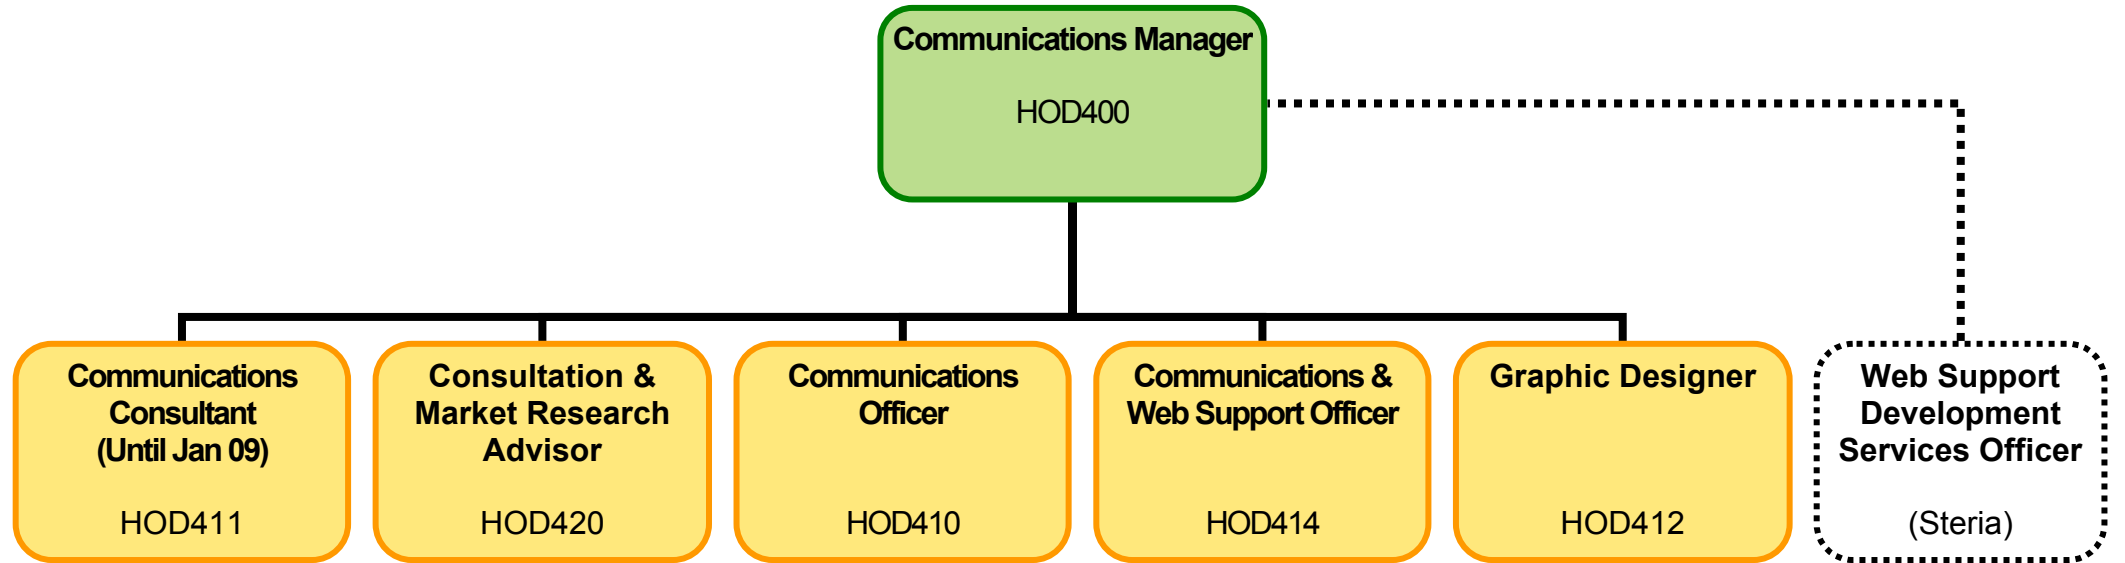 Communications Manager
HOD400
Communications
Consultant
(Until Jan 09)
HOD411
Consultation &
Market Research
Advisor
HOD420
Communications
Officer
HOD410
Communications &
Web Support Officer
HOD414
Graphic Designer
HOD412
Web Support
Development
Services Officer
(Steria)